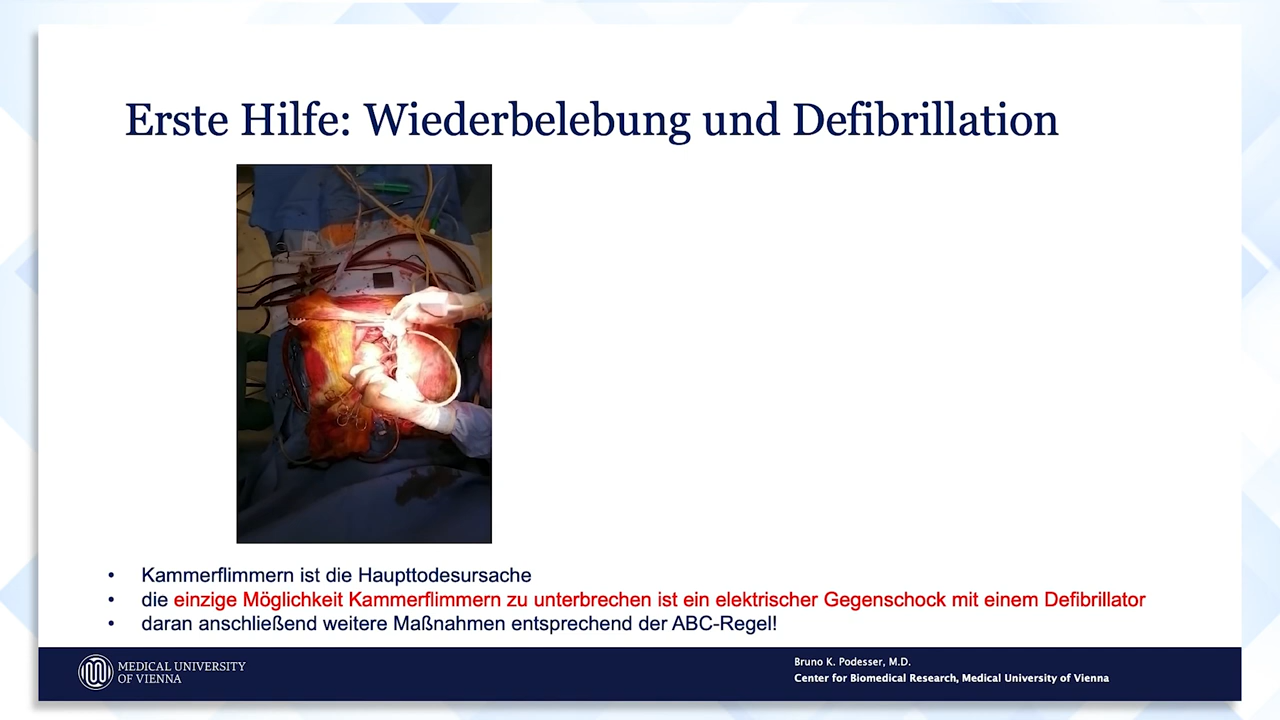 Erste Hilfe: Wiederbelebung und Defibrillation
• Kammerflimmern ist die Haupttodesursache
• die einzige Möglichkeit Kammerflimmern zu unterbrechen ist ein elektrischer Gegenschock mit einem Defibrillator
• daran anschließend weitere Maßnahmen entsprechend der ABC-Regel!
MEDICAL UNIVERSITY
OF VIENNA
Bruno K. Podesser, M.D.
Center for Biomedical Research, Medical University of Vienna